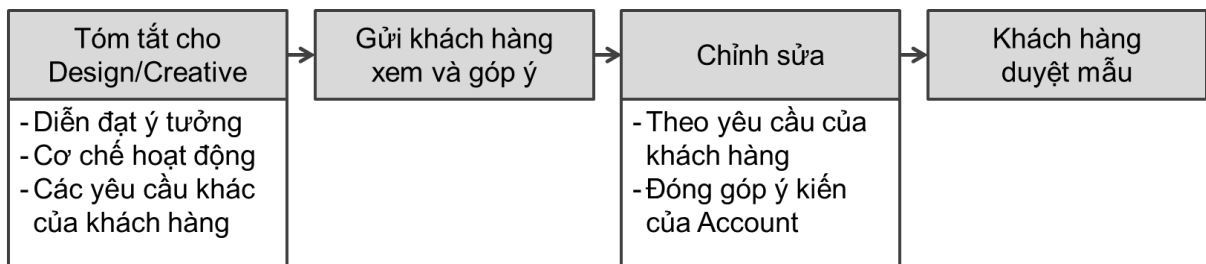 Tóm tắt cho
Design/Creative
- Diễn đạt ý tưởng
- Cơ chế hoạt động
- Các yêu cầu khác
của khách hàng
Gửi khách hàng
xem và góp ý
Chỉnh sửa
- Theo yêu cầu của
khách hàng
- Đóng góp ý kiến
của Account
Khách hàng
duyệt mẫu